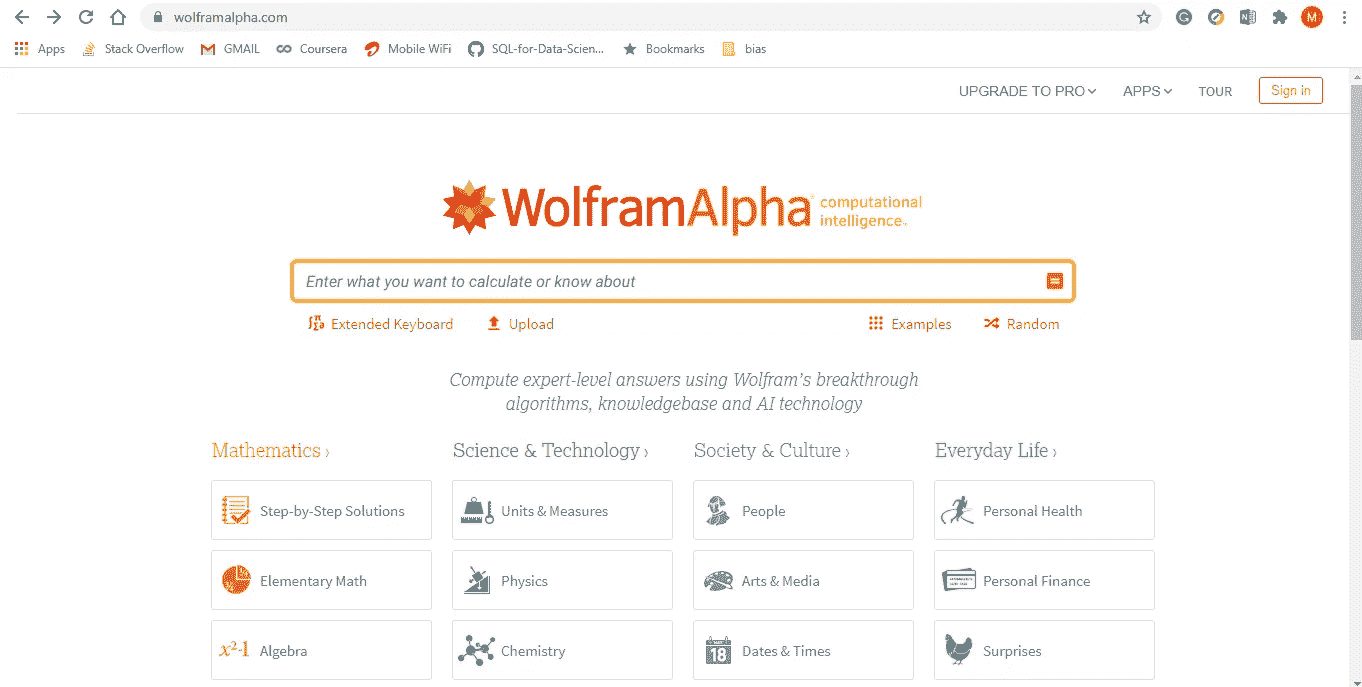 wolframalpha.com
M
Apps Stack Overflow GMAIL Coursera Mobile WiFi SQL-for-Data-Scien... Bookmarks bias
UPGRADE TO PRO APPS TOUR Sign in
WolframAlpha computational
intelligence™
Enter what you want to calculate or know about
Extended Keyboard Upload Examples Random
Compute expert-level answers using Wolfram's breakthrough
algorithms, knowledgebase and AI technology
Mathematics › Science & Technology › Society & Culture › Everyday Life ›
Step-by-Step Solutions Units & Measures People Personal Health
Elementary Math Physics Arts & Media Personal Finance
x²-1 Algebra Chemistry 18 Dates & Times Surprises